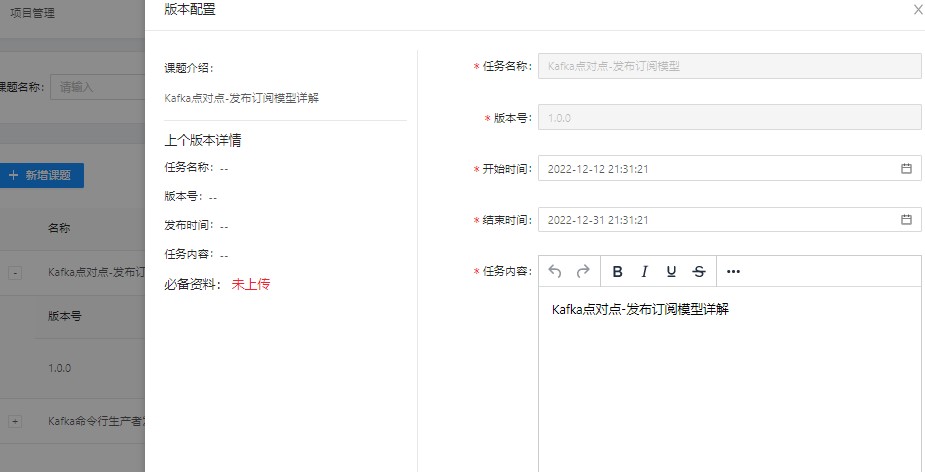 项目管理
版本配置
课题名称:
请输入
+ 新增课题
名称
- Kafka点对点-发布订
版本号
1.0.0
+ Kafka命令行生产者
课题介绍:
Kafka点对点-发布订阅模型详解
上个版本详情
任务名称: --
版本号: --
发布时间: --
任务内容: --
必备资料: 未上传
* 任务名称: Kafka点对点-发布订阅模型
* 版本号: 1.0.0
* 开始时间: 2022-12-12 21:31:21
* 结束时间: 2022-12-31 21:31:21
* 任务内容:
B I U S •••
Kafka点对点-发布订阅模型详解